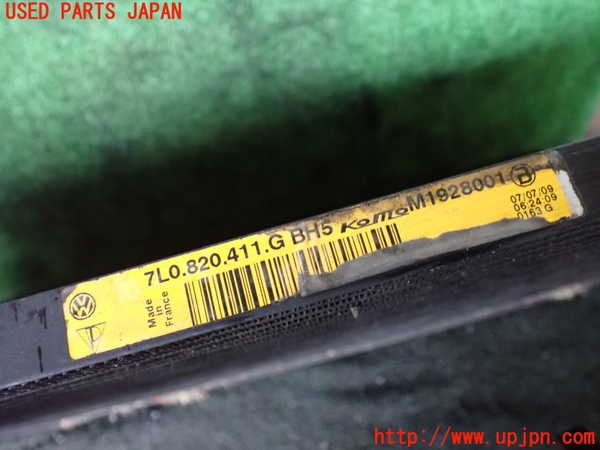 USED PARTS JAPAN
7L0.820.411.G BH5 KoMo M1928001
07/07/09
06:24:09
0163 G
Made
in
France
http://www.upjpn.com